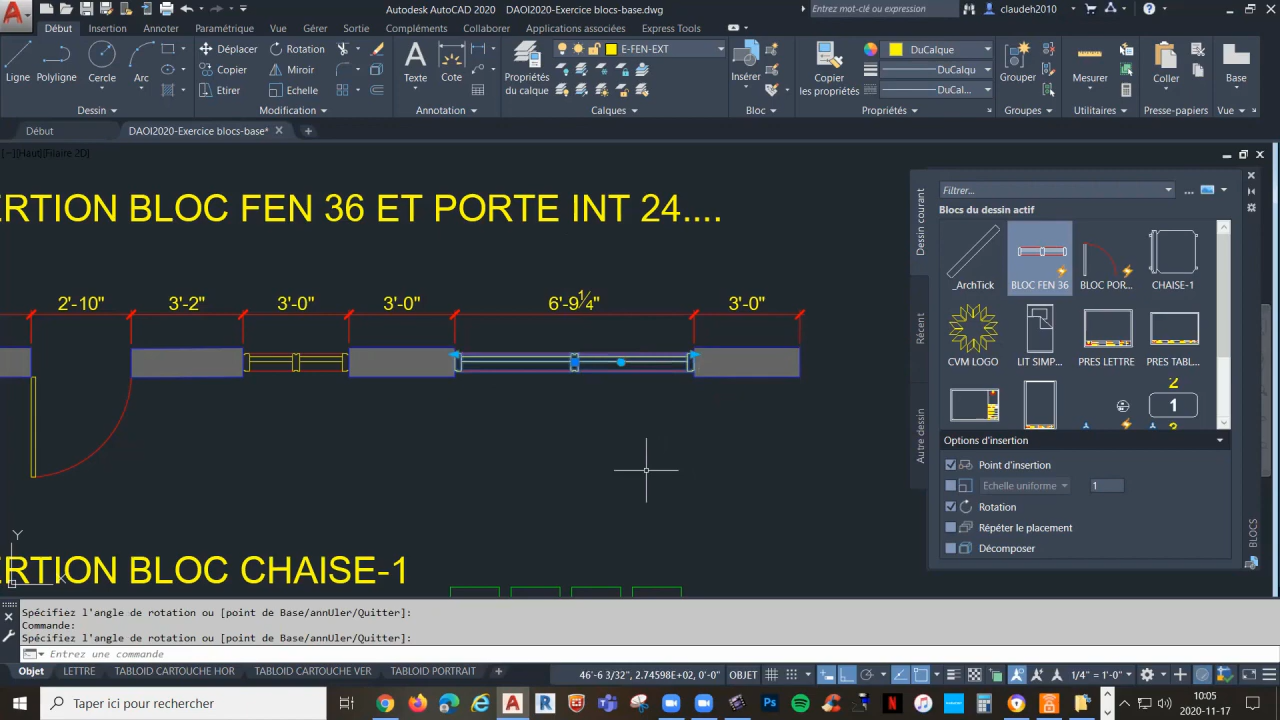 Autodesk AutoCAD 2020 DAOI2020-Exercice blocs-base.dwg
Entrez mot-clé ou expression
claudeh2010
Début Insertion Annoter Paramétrique Vue Gérer Sortie Compléments Collaborer Applications associées Express Tools
Ligne Polyligne Cercle Arc
Déplacer Rotation
Copier Miroir
Etirer Echelle
Texte Cote
Propriétés du calque
E-FEN-EXT
Insérer
Copier les propriétés
DuCalque
DuCalqu
DuCal...
Grouper Mesurer Coller Base
Dessin Modification Annotation Calques Bloc Propriétés Groupes Utilitaires Presse-papiers Vue
Début DAOI2020-Exercice blocs-base*
[−][Haut][Filaire 2D]
ERTION BLOC FEN 36 ET PORTE INT 24....
2'-10" 3'-2" 3'-0" 3'-0" 6'-9¼" 3'-0"
Y
X
ERTION BLOC CHAISE-1
Filtrer...
Blocs du dessin actif
Dessin courant
Récent
Autre dessin
_ArchTick BLOC FEN 36 BLOC POR... CHAISE-1
CVM LOGO LIT SIMP... PRES LETTRE PRES TABL...
2
1
3
Options d'insertion
Point d'insertion
Echelle uniforme 1
Rotation
Répéter le placement
Décomposer
BLOCS
Spécifiez l'angle de rotation ou [point de Base/annUler/Quitter]:
Commande:
Spécifiez l'angle de rotation ou [point de Base/annUler/Quitter]:
Entrez une commande
Objet LETTRE TABLOID CARTOUCHE HOR TABLOID CARTOUCHE VER TABLOID PORTRAIT
46'-6 3/32", 2.74598E+02, 0'-0" OBJET 1/4" = 1'-0"
Taper ici pour rechercher
10:05
2020-11-17